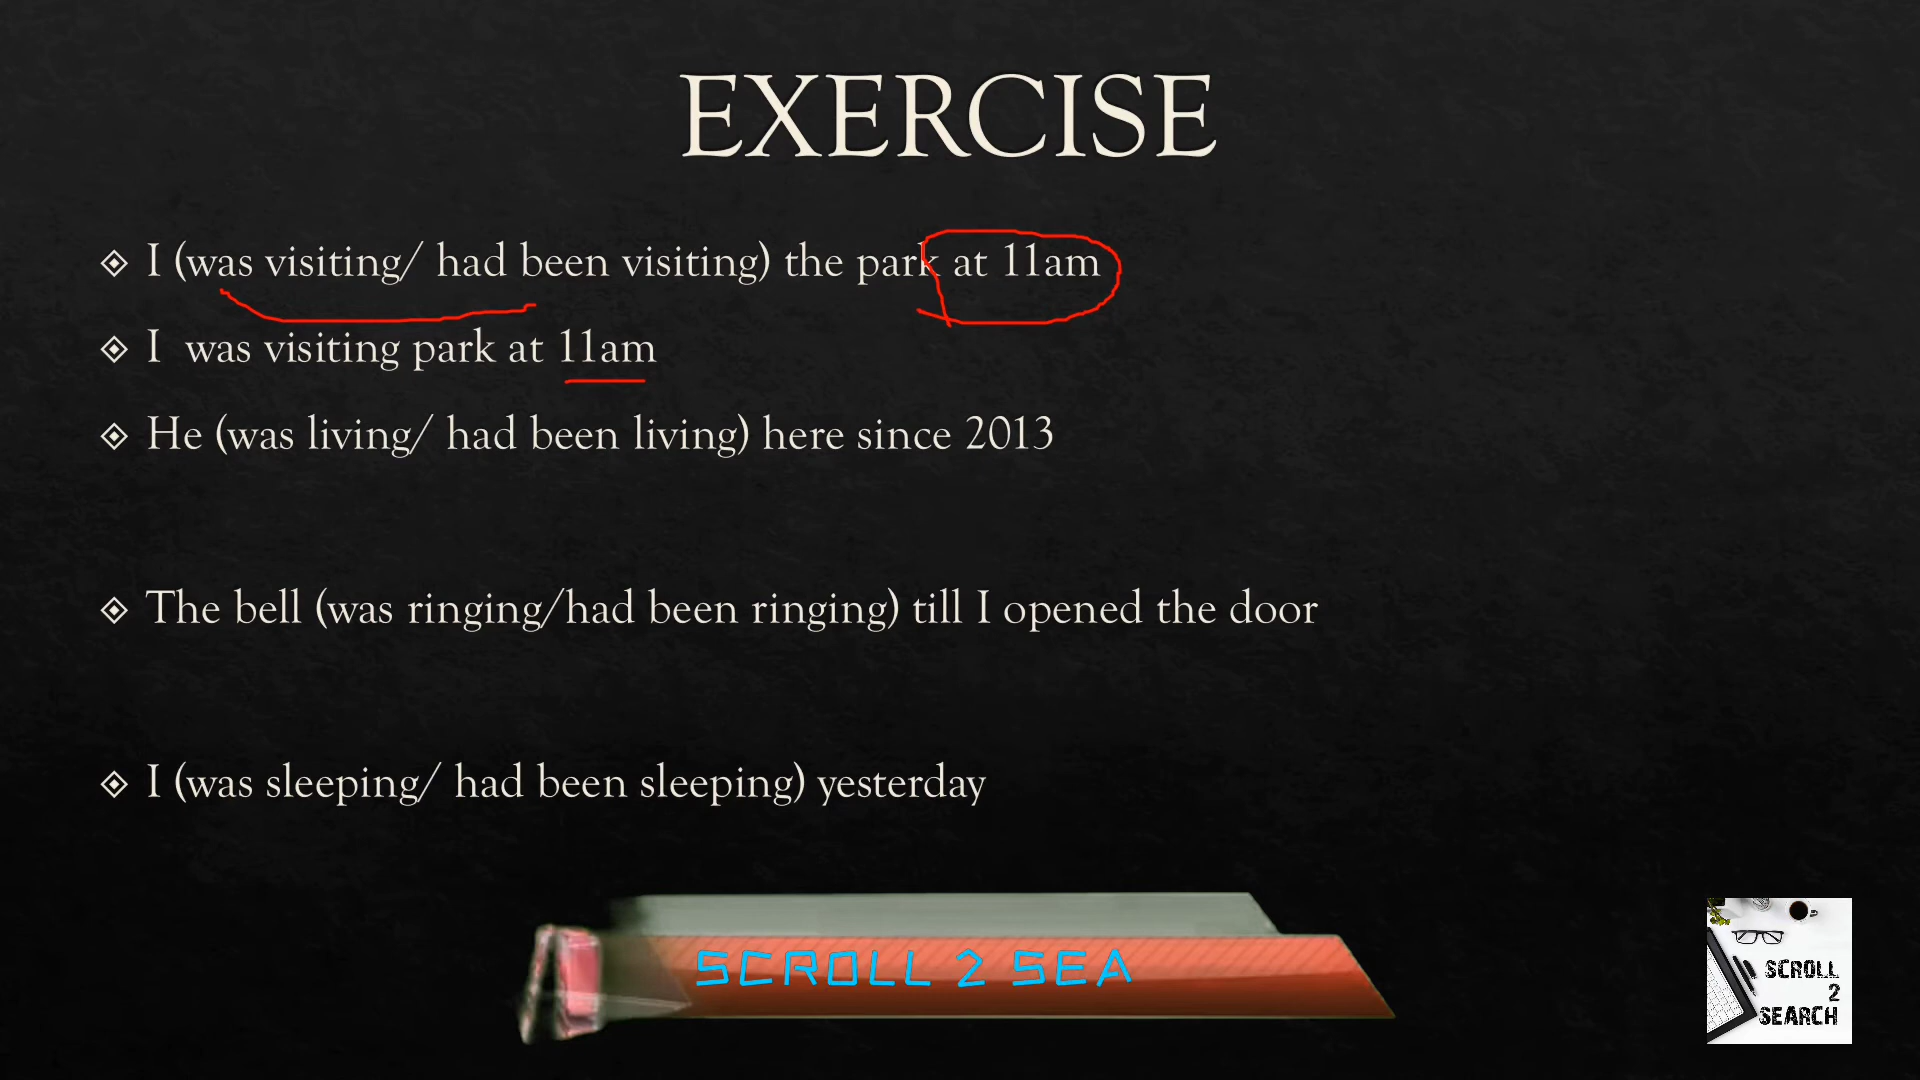 EXERCISE
I (was visiting/ had been visiting) the park at 11am
I was visiting park at 11am
He (was living/ had been living) here since 2013
The bell (was ringing/had been ringing) till I opened the door
I (was sleeping/ had been sleeping) yesterday
SCROLL 2 SEA
SCROLL
2
SEARCH